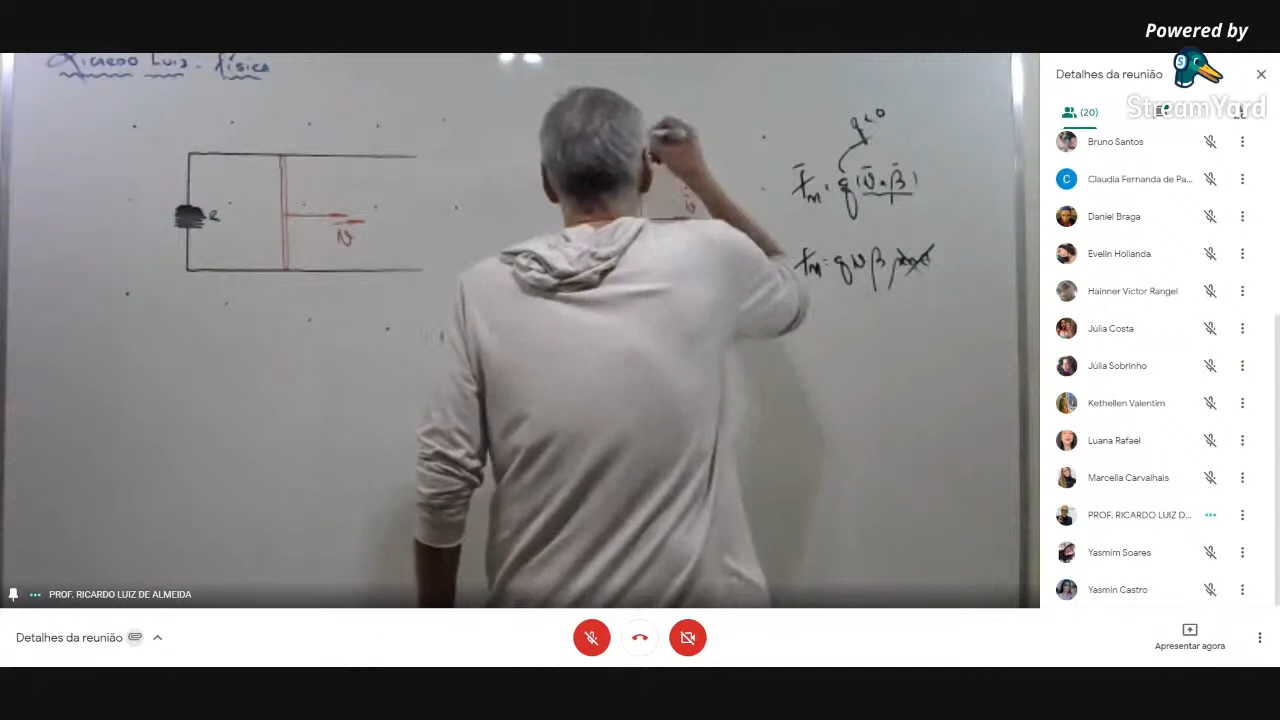 Powered by
StreamYard
Ricardo Luiz - Física
R
v
v
q < 0
F̄m = q (v̄ × B̄)
Fm = q v B
PROF. RICARDO LUIZ DE ALMEIDA
Detalhes da reunião
(20)
Bruno Santos
Claudia Fernanda de Pa...
Daniel Braga
Evelin Hollanda
Hainner Victor Rangel
Júlia Costa
Júlia Sobrinho
Kethellen Valentim
Luana Rafael
Marcella Carvalhais
PROF. RICARDO LUIZ D...
Yasmim Soares
Yasmin Castro
Detalhes da reunião
Apresentar agora